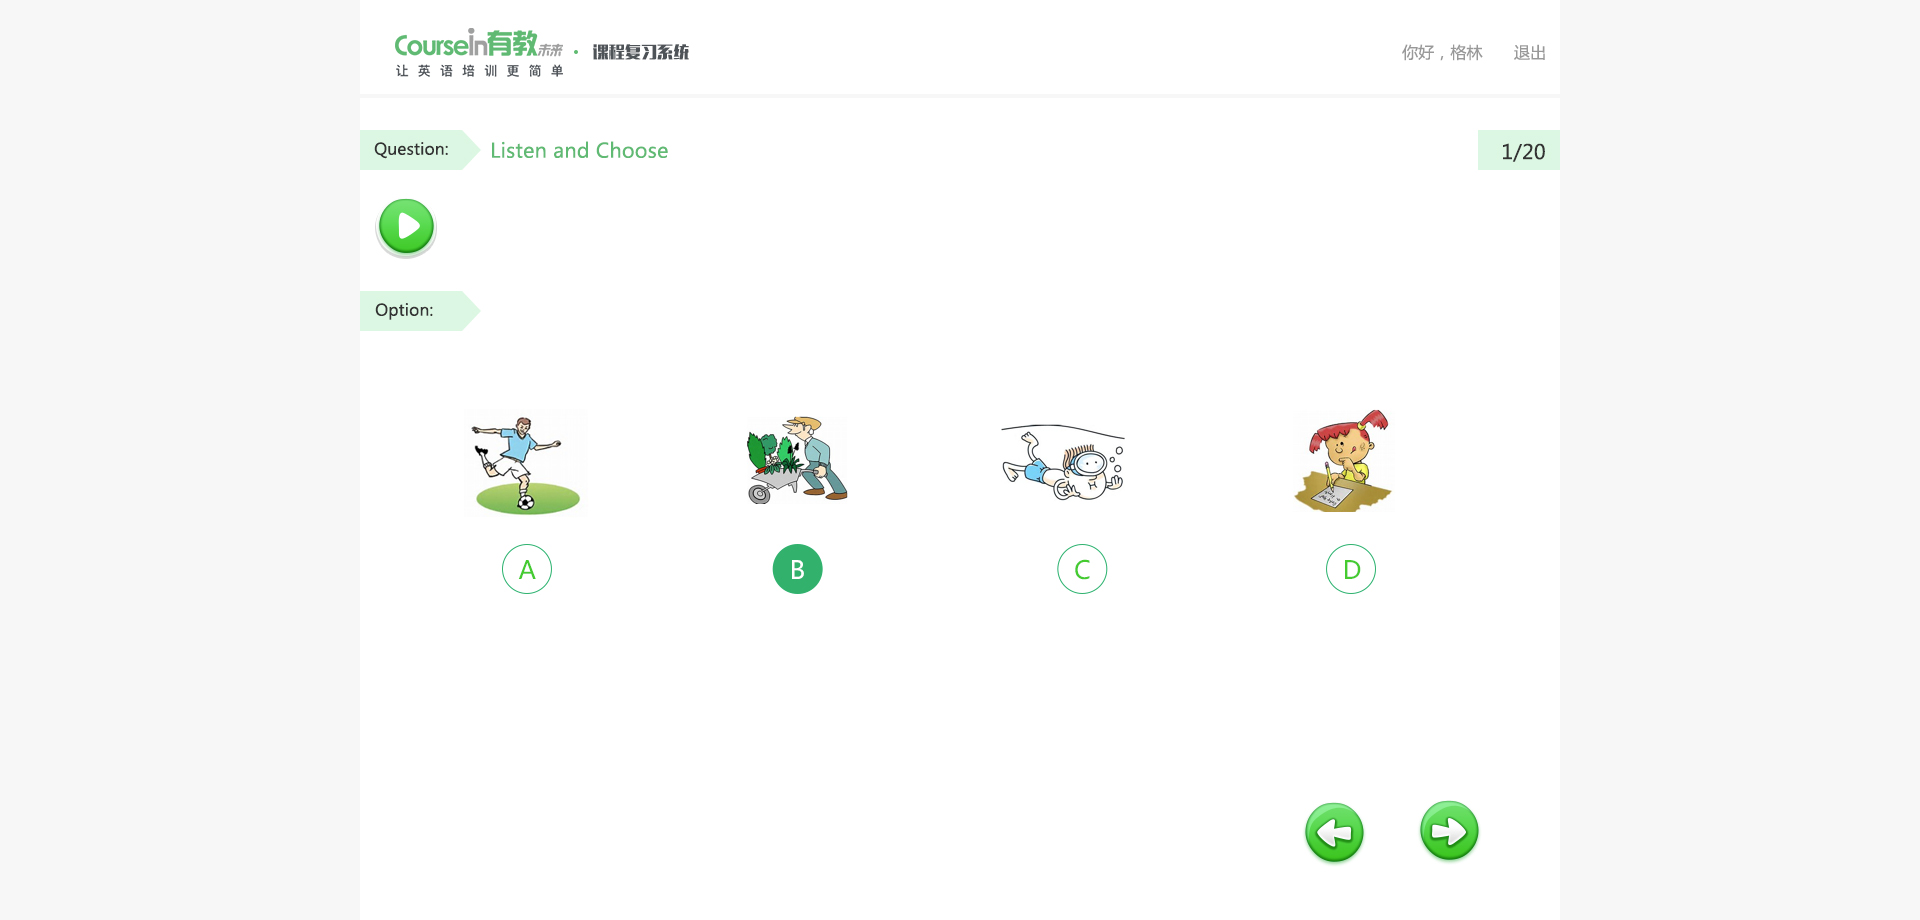 Coursein有教未来 · 课程复习系统
让英语培训更简单
你好，格林 退出
Question: Listen and Choose
1/20
Option:
A B C D